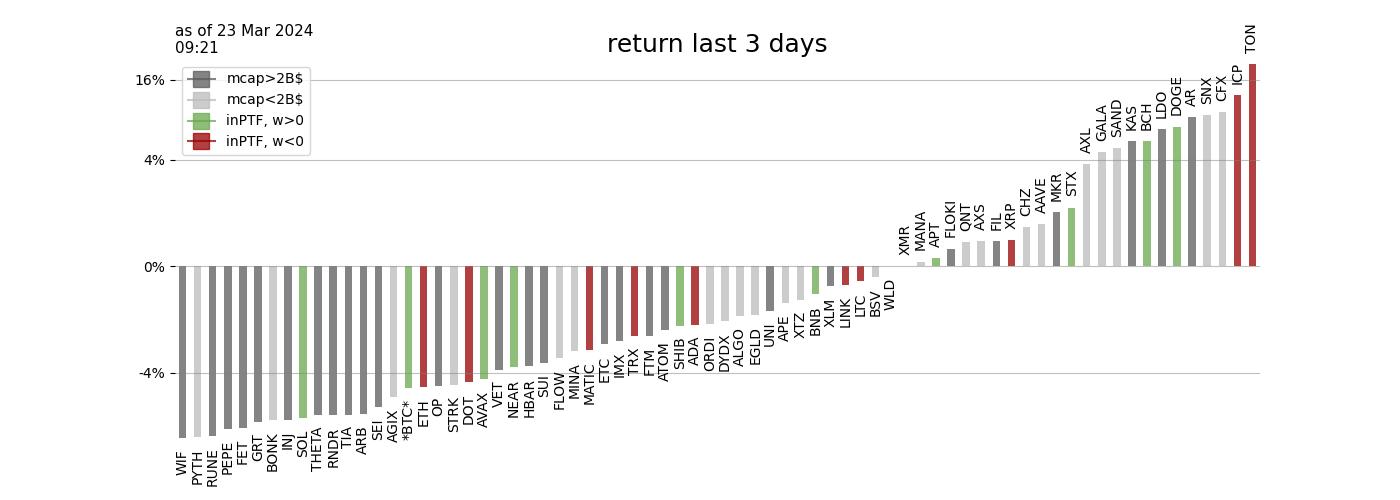 as of 23 Mar 2024
09:21
return last 3 days
mcap>2B$
mcap<2B$
inPTF, w>0
inPTF, w<0
16%
4%
0%
-4%
WIF
PYTH
RUNE
PEPE
FET
GRT
BONK
INJ
SOL
THETA
RNDR
TIA
ARB
SEI
AGIX
*BTC*
ETH
OP
STRK
DOT
AVAX
VET
NEAR
HBAR
SUI
FLOW
MINA
MATIC
ETC
IMX
TRX
FTM
ATOM
SHIB
ADA
ORDI
DYDX
ALGO
EGLD
UNI
APE
XTZ
BNB
XLM
LINK
LTC
BSV
WLD
XMR
MANA
APT
FLOKI
QNT
AXS
FIL
XRP
CHZ
AAVE
MKR
STX
AXL
GALA
SAND
KAS
BCH
LDO
DOGE
AR
SNX
CFX
ICP
TON